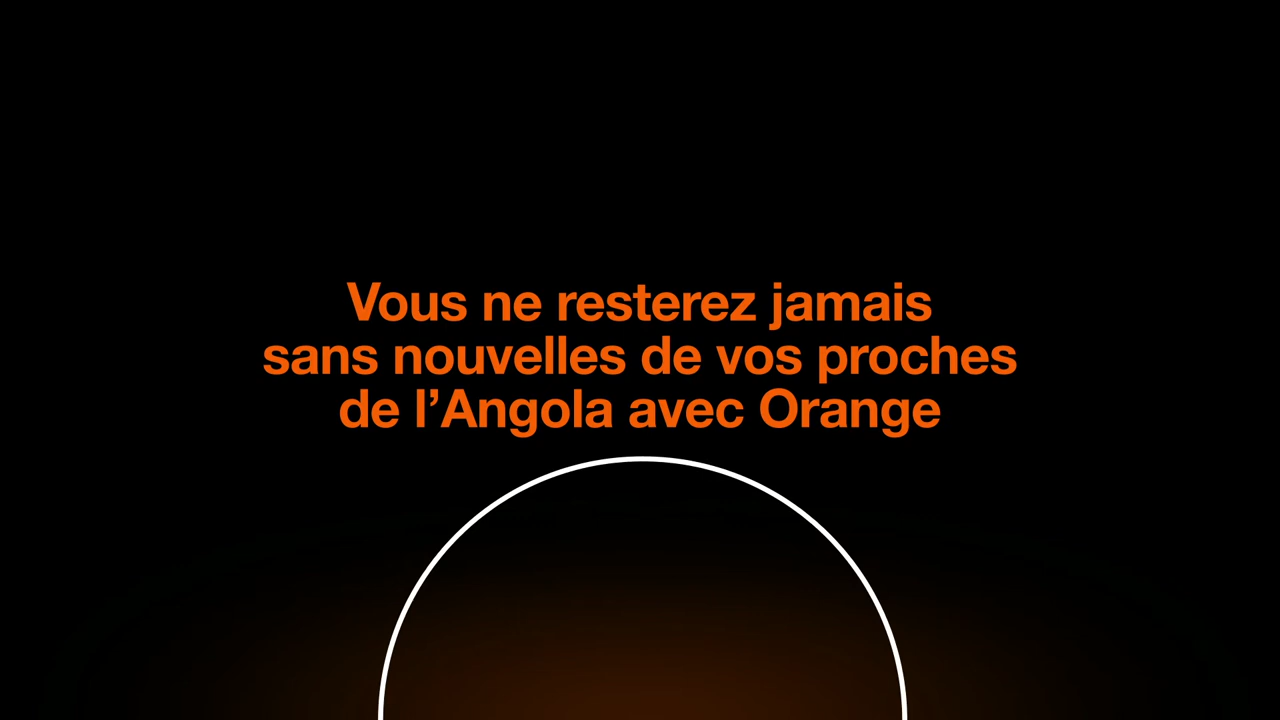 Vous ne resterez jamais
sans nouvelles de vos proches
de l’Angola avec Orange